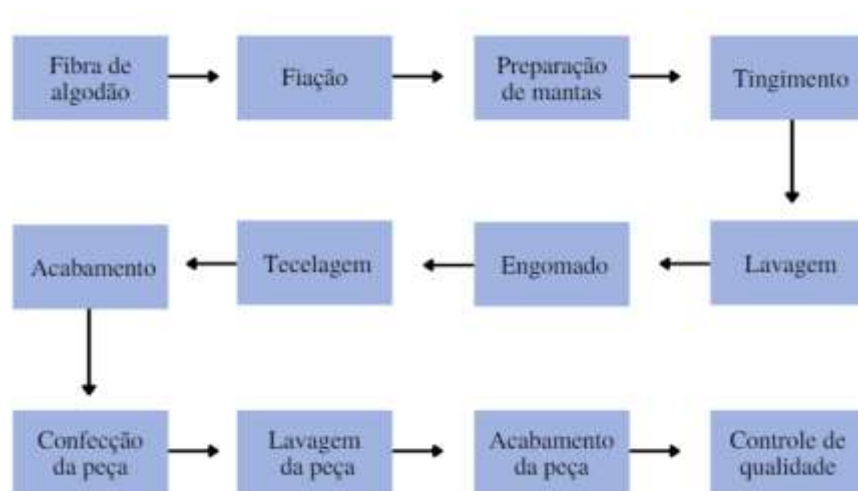 Fibra de
algodão
Fiação
Preparação
de mantas
Tingimento
Lavagem
Engomado
Tecelagem
Acabamento
Confecção
da peça
Lavagem
da peça
Acabamento
da peça
Controle de
qualidade